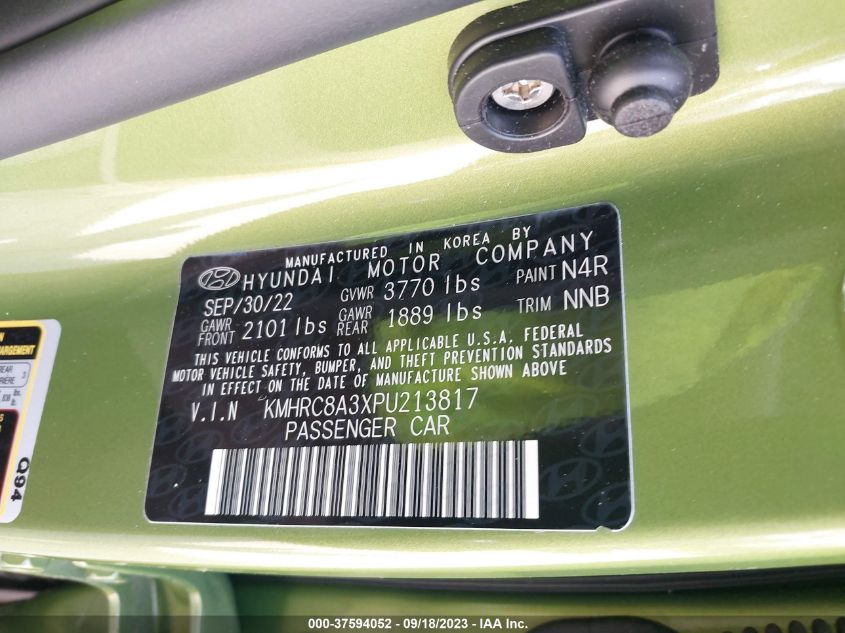 MANUFACTURED IN KOREA BY
HYUNDAI MOTOR COMPANY
SEP/30/22 GVWR 3770 lbs PAINT N4R
GAWR FRONT 2101 lbs GAWR REAR 1889 lbs TRIM NNB
THIS VEHICLE CONFORMS TO ALL APPLICABLE U.S.A. FEDERAL
MOTOR VEHICLE SAFETY, BUMPER, AND THEFT PREVENTION STANDARDS
IN EFFECT ON THE DATE OF MANUFACTURE SHOWN ABOVE
V.I.N KMHRC8A3XPU213817
PASSENGER CAR
Q94
000-37594052 - 09/18/2023 - IAA Inc.